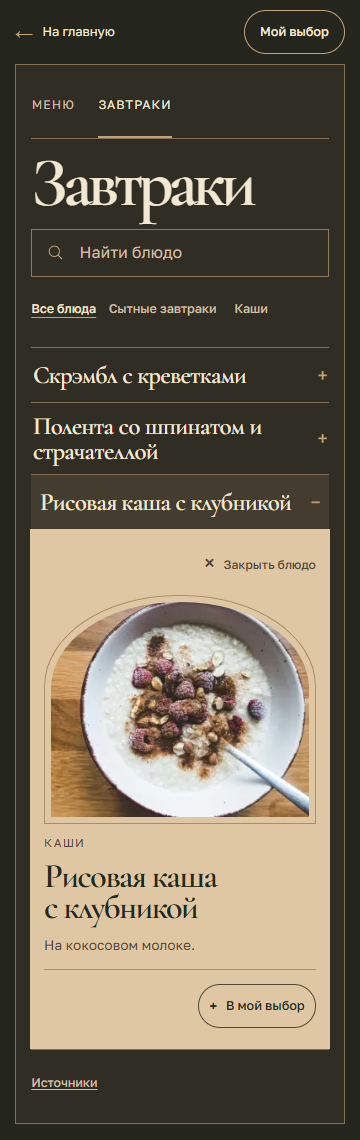 ← На главную
Мой выбор
МЕНЮ ЗАВТРАКИ
Завтраки
Найти блюдо
Все блюда Сытные завтраки Каши
Скрэмбл с креветками +
Полента со шпинатом и
страчателлой +
Рисовая каша с клубникой −
✕ Закрыть блюдо
КАШИ
Рисовая каша
с клубникой
На кокосовом молоке.
+ В мой выбор
Источники